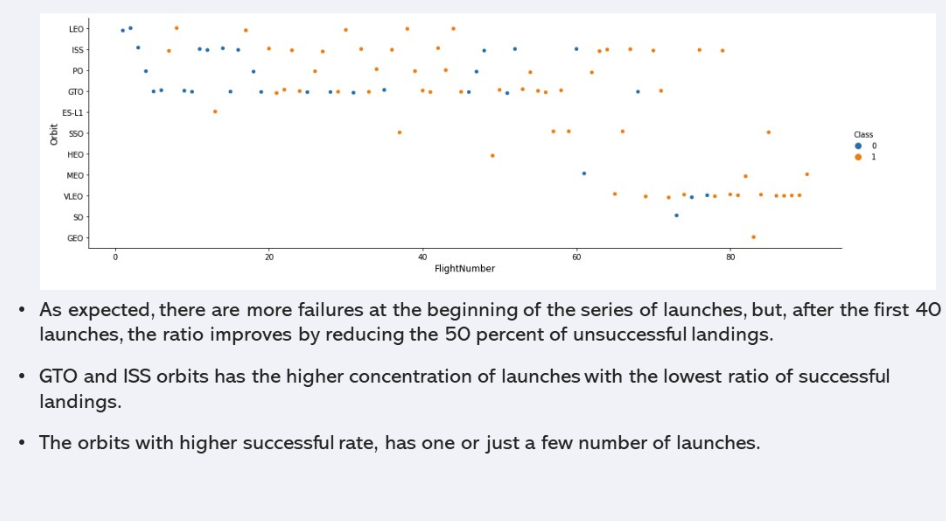 LEO
ISS
PO
GTO
ES-L1
SSO
HEO
MEO
VLEO
SO
GEO
Orbit
0
20
40
60
80
FlightNumber
Class
0
1
• As expected, there are more failures at the beginning of the series of launches, but, after the first 40
launches, the ratio improves by reducing the 50 percent of unsuccessful landings.
• GTO and ISS orbits has the higher concentration of launches with the lowest ratio of successful
landings.
• The orbits with higher successful rate, has one or just a few number of launches.